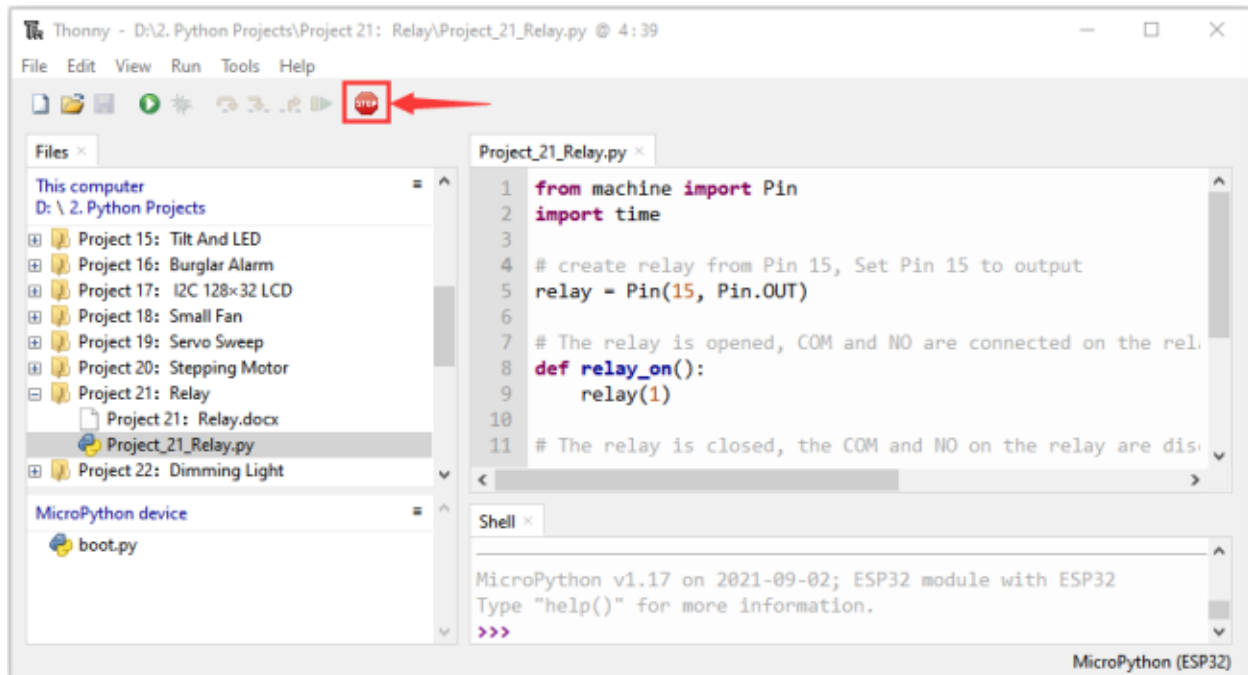 Thonny - D:\2. Python Projects\Project 21: Relay\Project_21_Relay.py @ 4:39
File Edit View Run Tools Help
STOP
Files
This computer
D: \ 2. Python Projects
Project 15: Tilt And LED
Project 16: Burglar Alarm
Project 17: I2C 128×32 LCD
Project 18: Small Fan
Project 19: Servo Sweep
Project 20: Stepping Motor
Project 21: Relay
Project 21: Relay.docx
Project_21_Relay.py
Project 22: Dimming Light
MicroPython device
boot.py
Project_21_Relay.py
1 from machine import Pin
2 import time
3
4 # create relay from Pin 15, Set Pin 15 to output
5 relay = Pin(15, Pin.OUT)
6
7 # The relay is opened, COM and NO are connected on the rel
8 def relay_on():
9 relay(1)
10
11 # The relay is closed, the COM and NO on the relay are dis
Shell
MicroPython v1.17 on 2021-09-02; ESP32 module with ESP32
Type "help()" for more information.
>>>
MicroPython (ESP32)